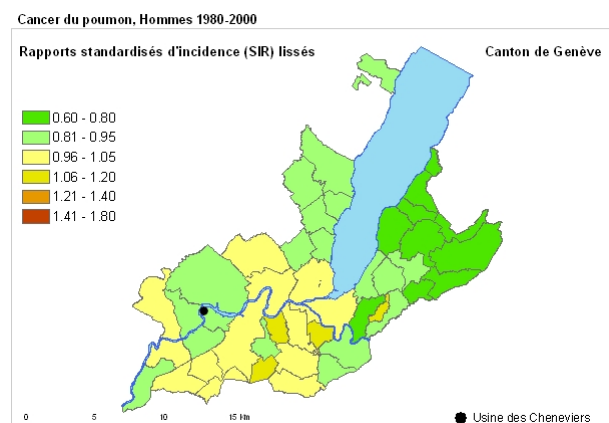 Cancer du poumon, Hommes 1980-2000
Rapports standardisés d'incidence (SIR) lissés
Canton de Genève
0.60 - 0.80
0.81 - 0.95
0.96 - 1.05
1.06 - 1.20
1.21 - 1.40
1.41 - 1.80
0 5 10 15 Km
Usine des Cheneviers